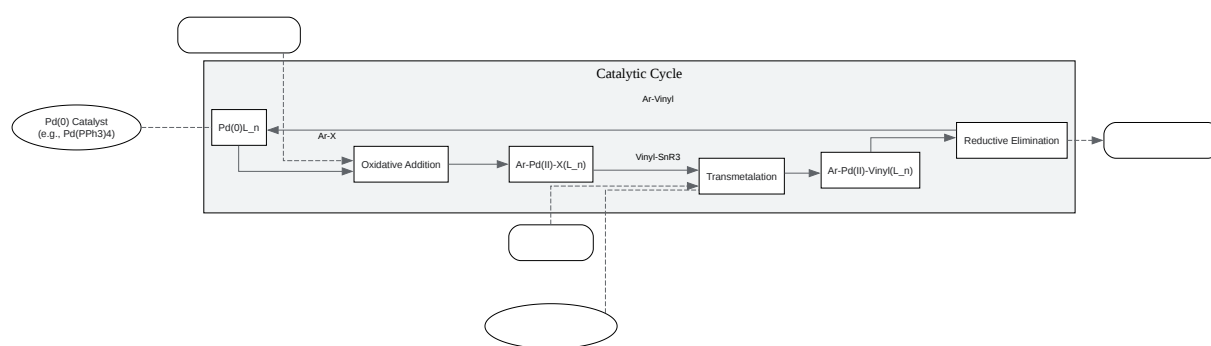 Catalytic Cycle
Ar-Vinyl
Pd(0) Catalyst
(e.g., Pd(PPh3)4)
Pd(0)L_n
Ar-X
Oxidative Addition
Ar-Pd(II)-X(L_n)
Vinyl-SnR3
Transmetalation
Ar-Pd(II)-Vinyl(L_n)
Reductive Elimination